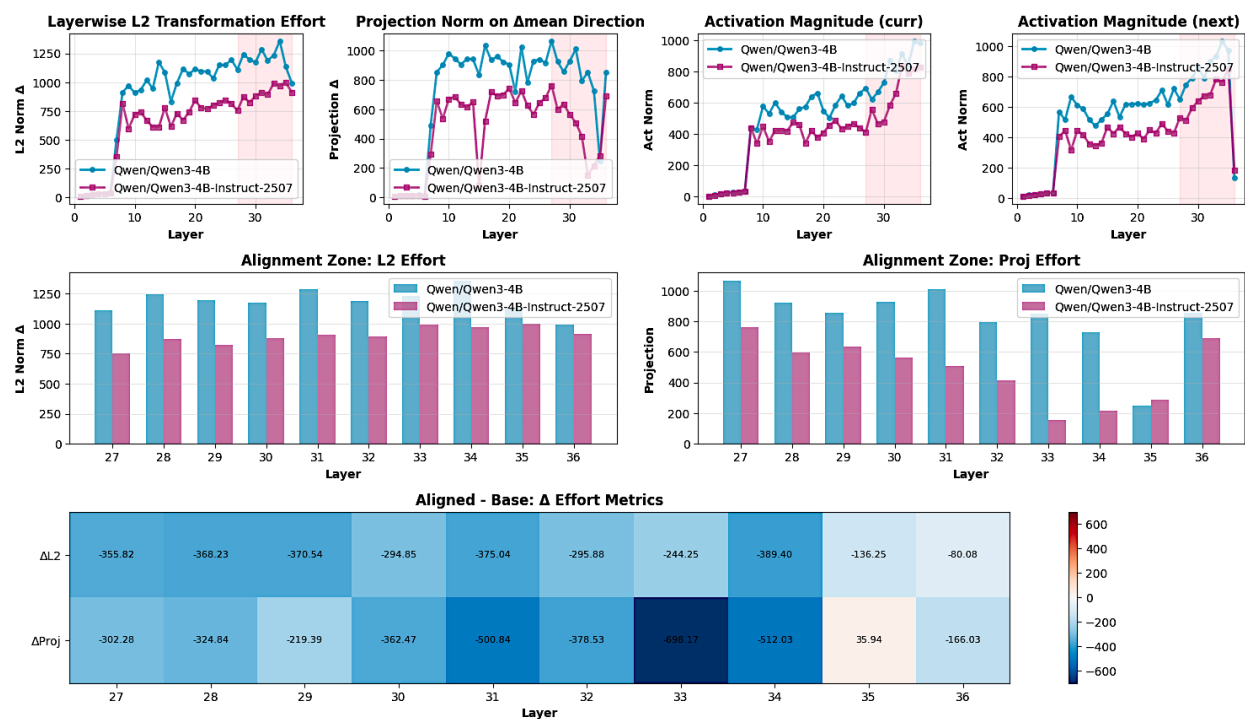 Layerwise L2 Transformation Effort
L2 Norm Δ
1250
1000
750
500
250
0
Qwen/Qwen3-4B
Qwen/Qwen3-4B-Instruct-2507
0 10 20 30
Layer
Projection Norm on Δmean Direction
Projection Δ
1000
800
600
400
200
0
Qwen/Qwen3-4B
Qwen/Qwen3-4B-Instruct-2507
0 10 20 30
Layer
Activation Magnitude (curr)
Act Norm
1000
800
600
400
200
0
Qwen/Qwen3-4B
Qwen/Qwen3-4B-Instruct-2507
0 10 20 30
Layer
Activation Magnitude (next)
Act Norm
1000
800
600
400
200
0
Qwen/Qwen3-4B
Qwen/Qwen3-4B-Instruct-2507
0 10 20 30
Layer
Alignment Zone: L2 Effort
L2 Norm Δ
1250
1000
750
500
250
0
Qwen/Qwen3-4B
Qwen/Qwen3-4B-Instruct-2507
27 28 29 30 31 32 33 34 35 36
Layer
Alignment Zone: Proj Effort
Projection
1000
800
600
400
200
0
Qwen/Qwen3-4B
Qwen/Qwen3-4B-Instruct-2507
27 28 29 30 31 32 33 34 35 36
Layer
Aligned - Base: Δ Effort Metrics
ΔL2 -355.82 -368.23 -370.54 -294.85 -375.04 -295.88 -244.25 -389.40 -136.25 -80.08
ΔProj -302.28 -324.84 -219.39 -362.47 -500.84 -378.53 -698.17 -512.03 35.94 -166.03
27 28 29 30 31 32 33 34 35 36
Layer
600
400
200
0
−200
−400
−600